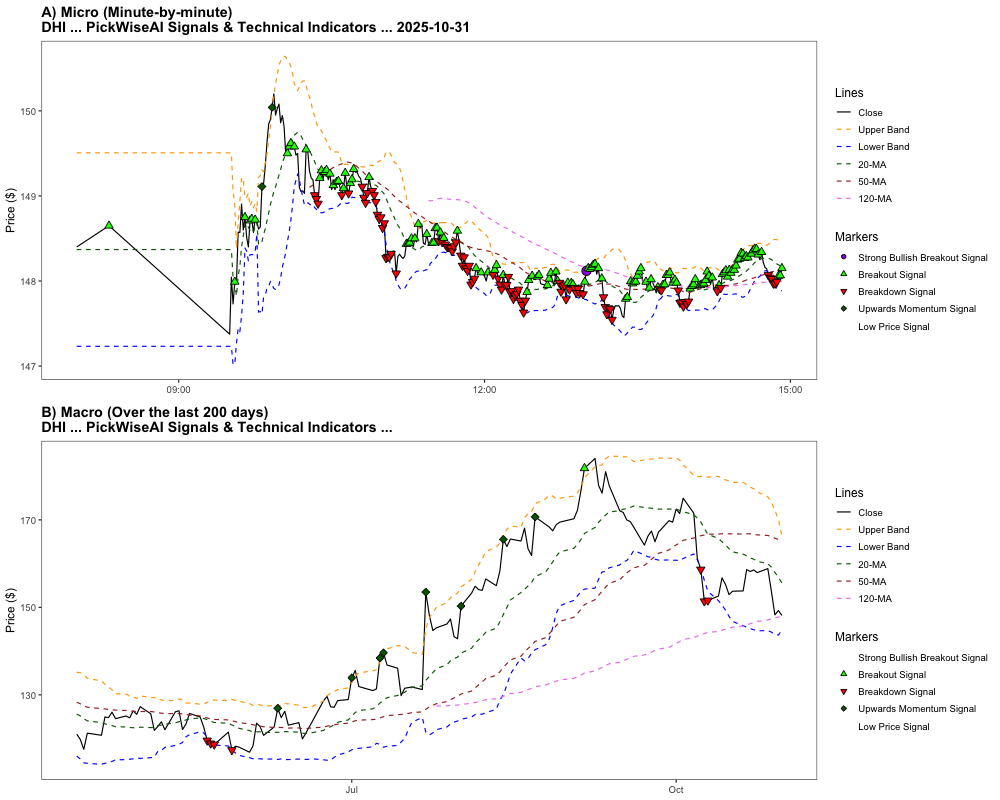 A) Micro (Minute-by-minute)
DHI ... PickWiseAI Signals & Technical Indicators ... 2025-10-31
Price ($)
150
149
148
147
09:00
12:00
15:00
Lines
Close
Upper Band
Lower Band
20-MA
50-MA
120-MA
Markers
Strong Bullish Breakout Signal
Breakout Signal
Breakdown Signal
Upwards Momentum Signal
Low Price Signal
B) Macro (Over the last 200 days)
DHI ... PickWiseAI Signals & Technical Indicators ...
Price ($)
170
150
130
Jul
Oct
Lines
Close
Upper Band
Lower Band
20-MA
50-MA
120-MA
Markers
Strong Bullish Breakout Signal
Breakout Signal
Breakdown Signal
Upwards Momentum Signal
Low Price Signal